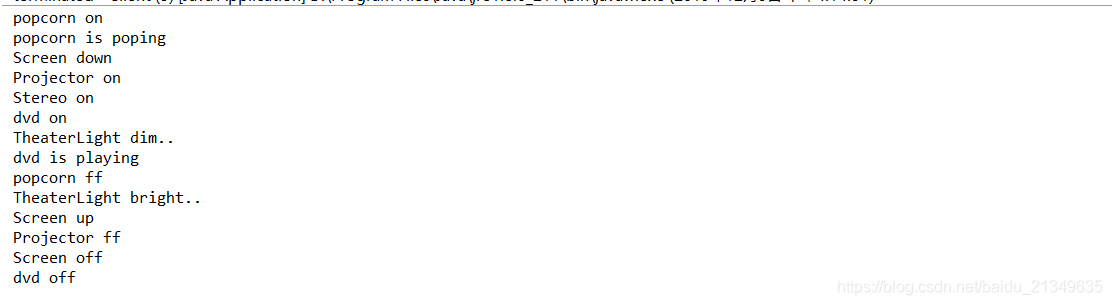 popcorn on
popcorn is poping
Screen down
Projector on
Stereo on
dvd on
TheaterLight dim..
dvd is playing
popcorn ff
TheaterLight bright..
Screen up
Projector ff
Screen off
dvd off
https://blog.csdn.net/baidu_21349635